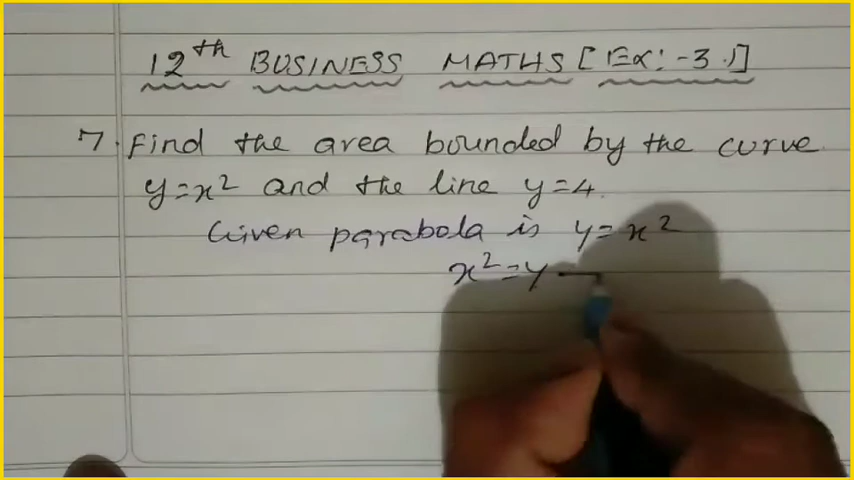 12th BUSINESS MATHS [Ex:-3.1]
7. Find the area bounded by the curve
y=x² and the line y=4.
Given parabola is y=x²
x²=y —